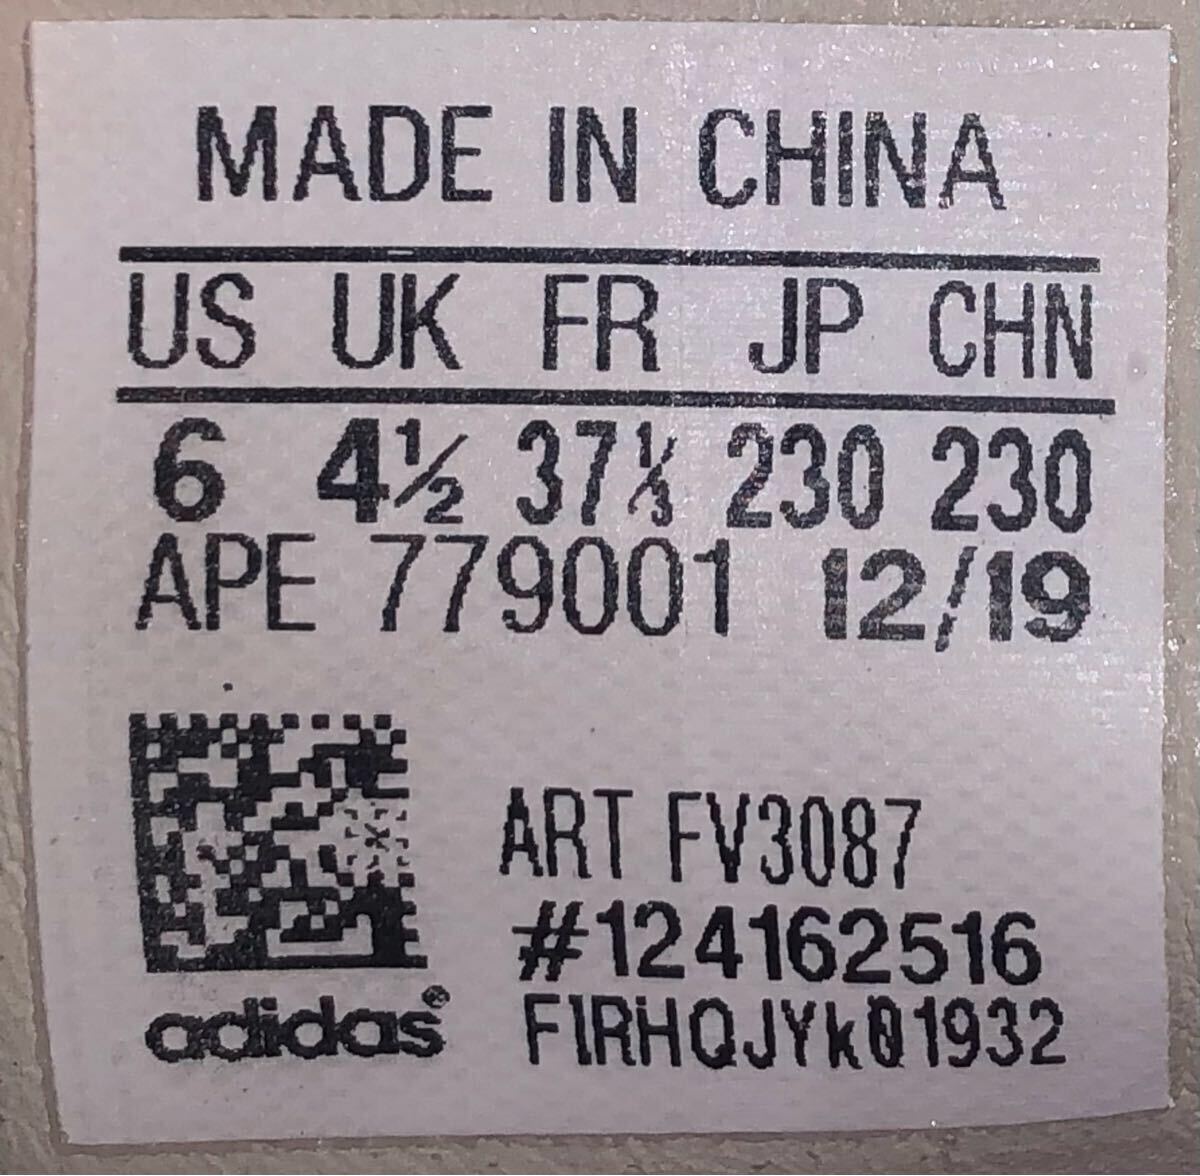 MADE IN CHINA
US UK FR JP CHN
6 4½ 37⅓ 230 230
APE 779001 12/19
ART FV3087
#124162516
adidas®
FIRHQJYk01932